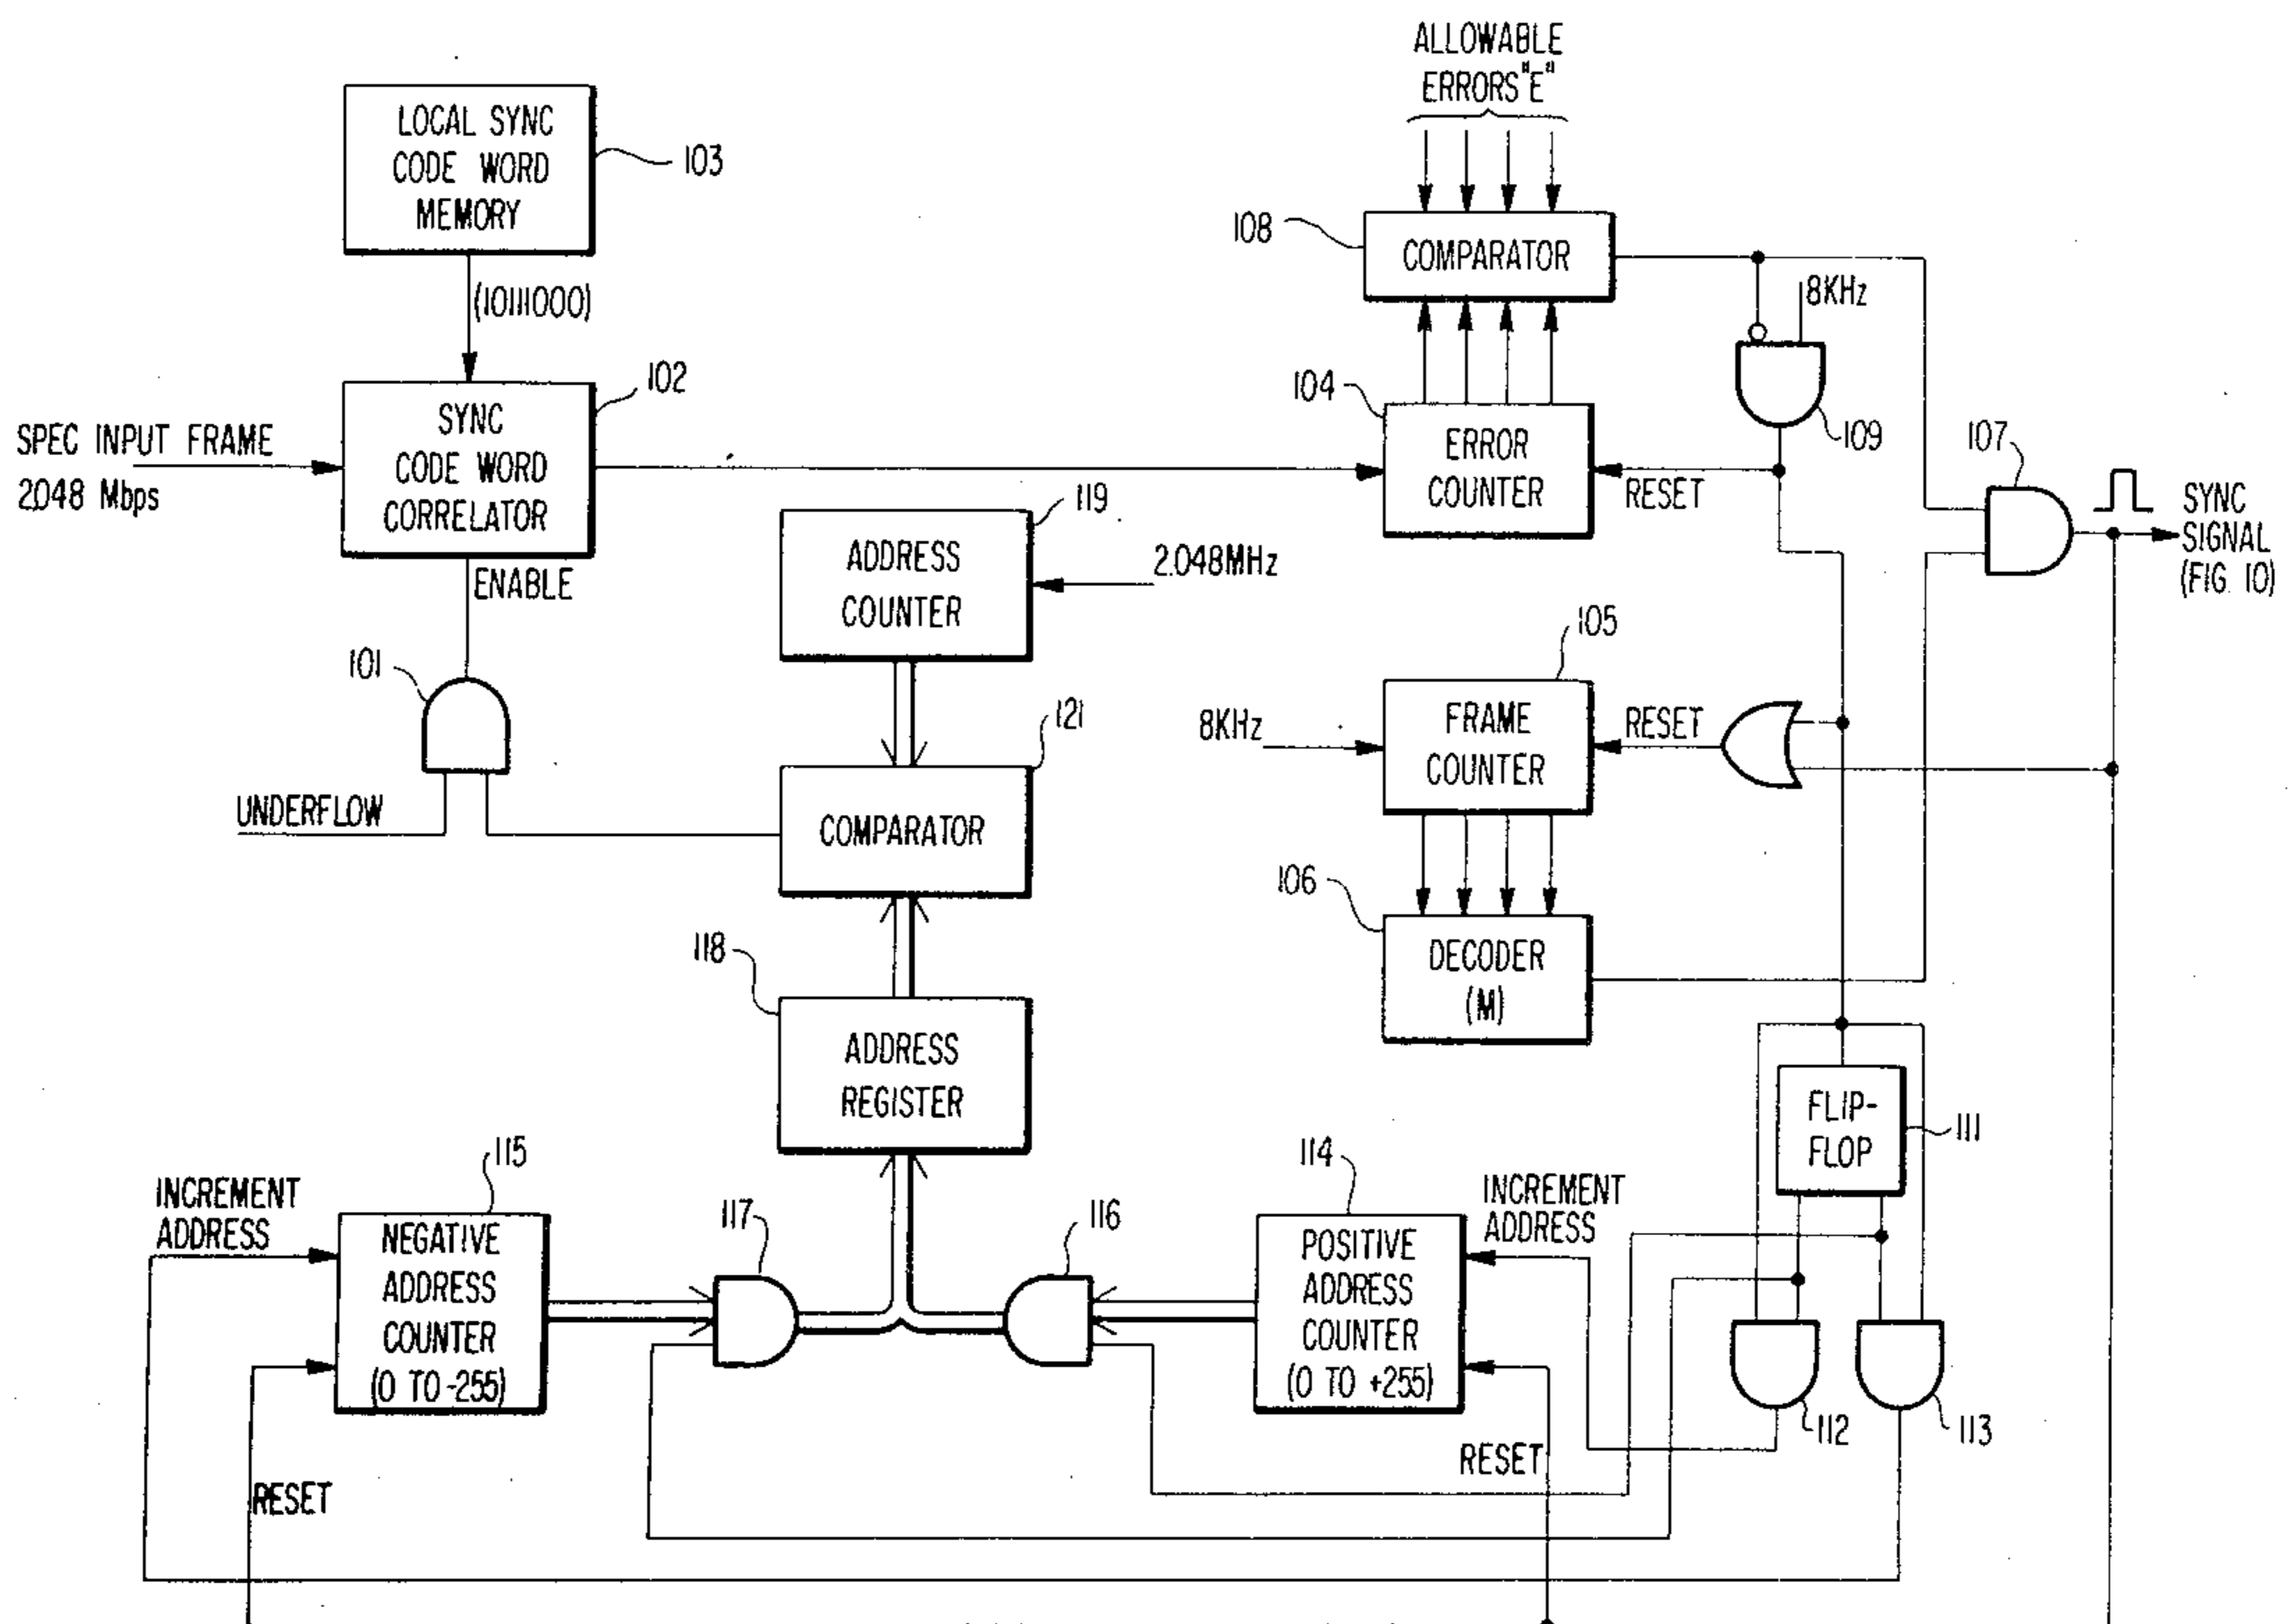 ALLOWABLE
ERRORS "E"
LOCAL SYNC
CODE WORD
MEMORY
103
108
COMPARATOR
(10111000)
8KHz
102
104
SYNC
CODE WORD
CORRELATOR
SPEC INPUT FRAME
2.048 Mbps
ERROR
COUNTER
RESET
109
107
SYNC
SIGNAL
(FIG. 10)
119
ADDRESS
COUNTER
2.048MHz
ENABLE
101
105
121
8KHz
FRAME
COUNTER
RESET
UNDERFLOW
COMPARATOR
106
DECODER
(M)
118
ADDRESS
REGISTER
FLIP-
FLOP
111
115
114
INCREMENT
ADDRESS
117
116
INCREMENT
ADDRESS
NEGATIVE
ADDRESS
COUNTER
(0 TO -255)
POSITIVE
ADDRESS
COUNTER
(0 TO +255)
112
113
RESET
RESET